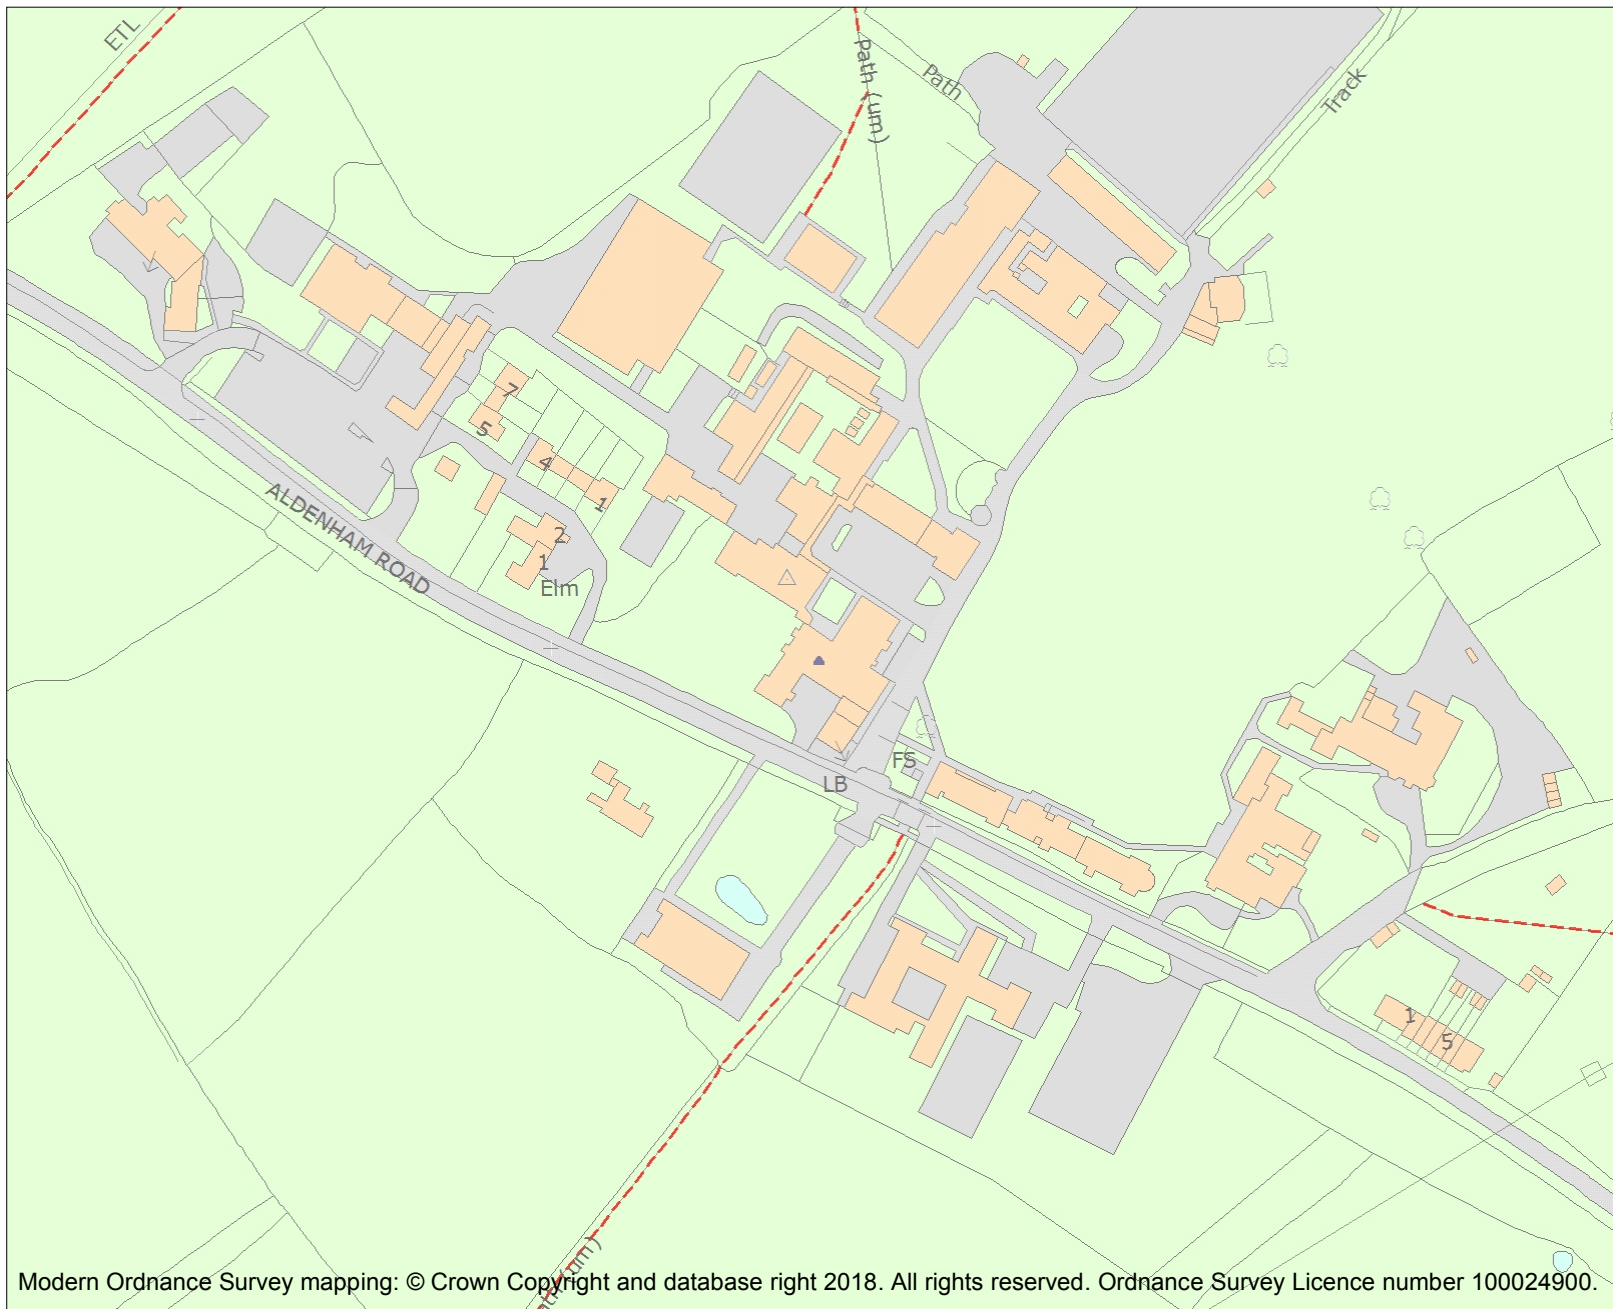 ETL
Path (um)
Path
Track
7
5
4
1
2
1
Elm
ALDENHAM ROAD
FS
LB
1
5
(um)
Modern Ordnance Survey mapping: © Crown Copyright and database right 2018. All rights reserved. Ordnance Survey Licence number 100024900.